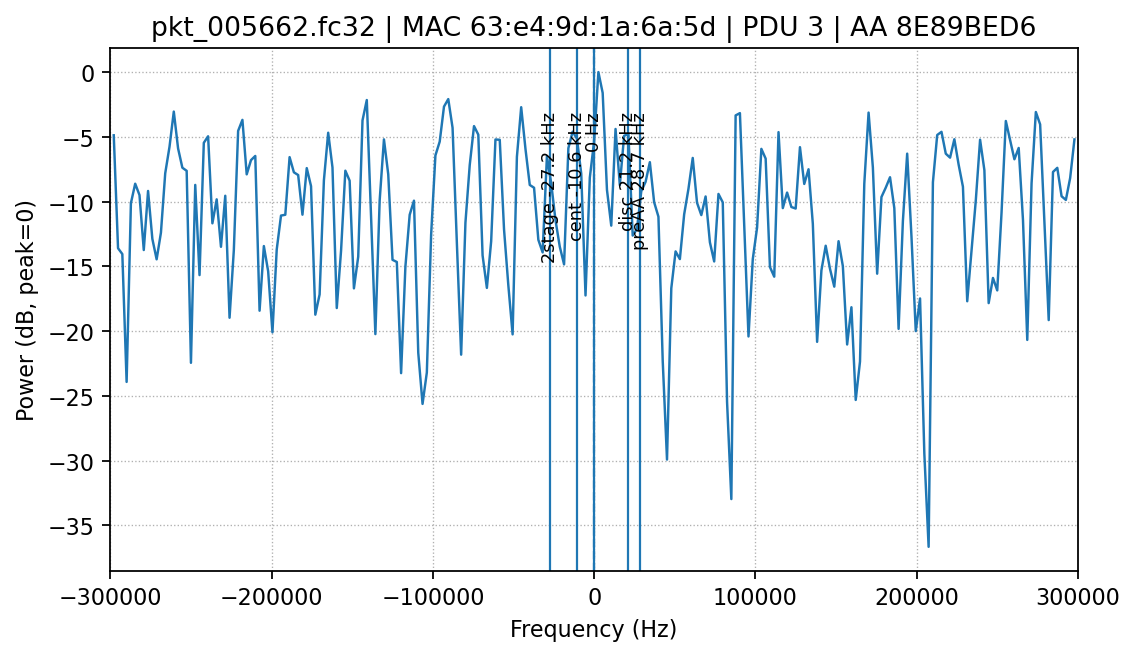 pkt_005662.fc32 | MAC 63:e4:9d:1a:6a:5d | PDU 3 | AA 8E89BED6
Power (dB, peak=0)
0
−5
−10
−15
−20
−25
−30
−35
2stage -27.2 kHz
cent -10.6 kHz
0 Hz
disc 21.2 kHz
preAA 28.7 kHz
−300000
−200000
−100000
0
100000
200000
300000
Frequency (Hz)